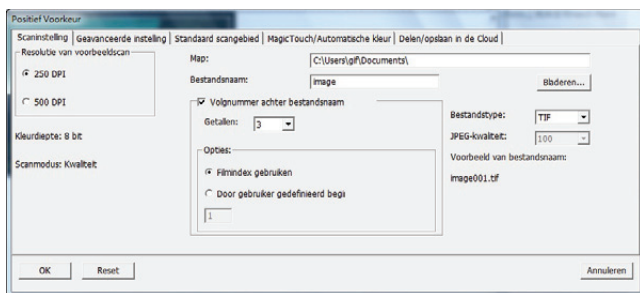 Positief Voorkeur
Scaninstelling Geavanceerde insteling Standaard scangebied MagicTouch/Automatische kleur Delen/opslaan in de Cloud
Resolutie van voorbeeldscan
250 DPI
500 DPI
Kleurdiepte: 8 bit
Scanmodus: Kwaliteit
Map: C:\Users\gif\Documents\
Bestandsnaam: image Bladeren...
Volgnummer achter bestandsnaam
Getallen: 3
Opties:
Filmindex gebruiken
Door gebruiker gedefinieerd begi
1
Bestandstype: TIF
JPEG-kwaliteit: 100
Voorbeeld van bestandsnaam:
image001.tif
OK Reset Annuleren